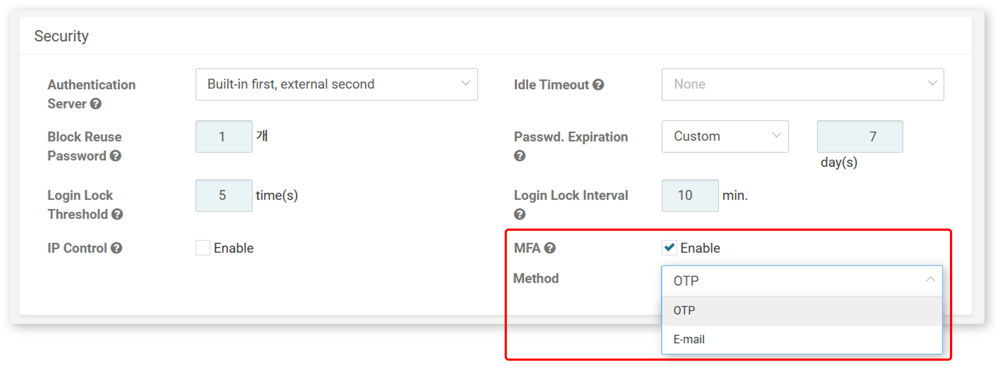 Security
Authentication
Server
Built-in first, external second
Idle Timeout
None
Block Reuse
Password
1 개
Passwd. Expiration
Custom
7
day(s)
Login Lock
Threshold
5 time(s)
Login Lock Interval
10 min.
IP Control
Enable
MFA
Enable
Method
OTP
OTP
E-mail